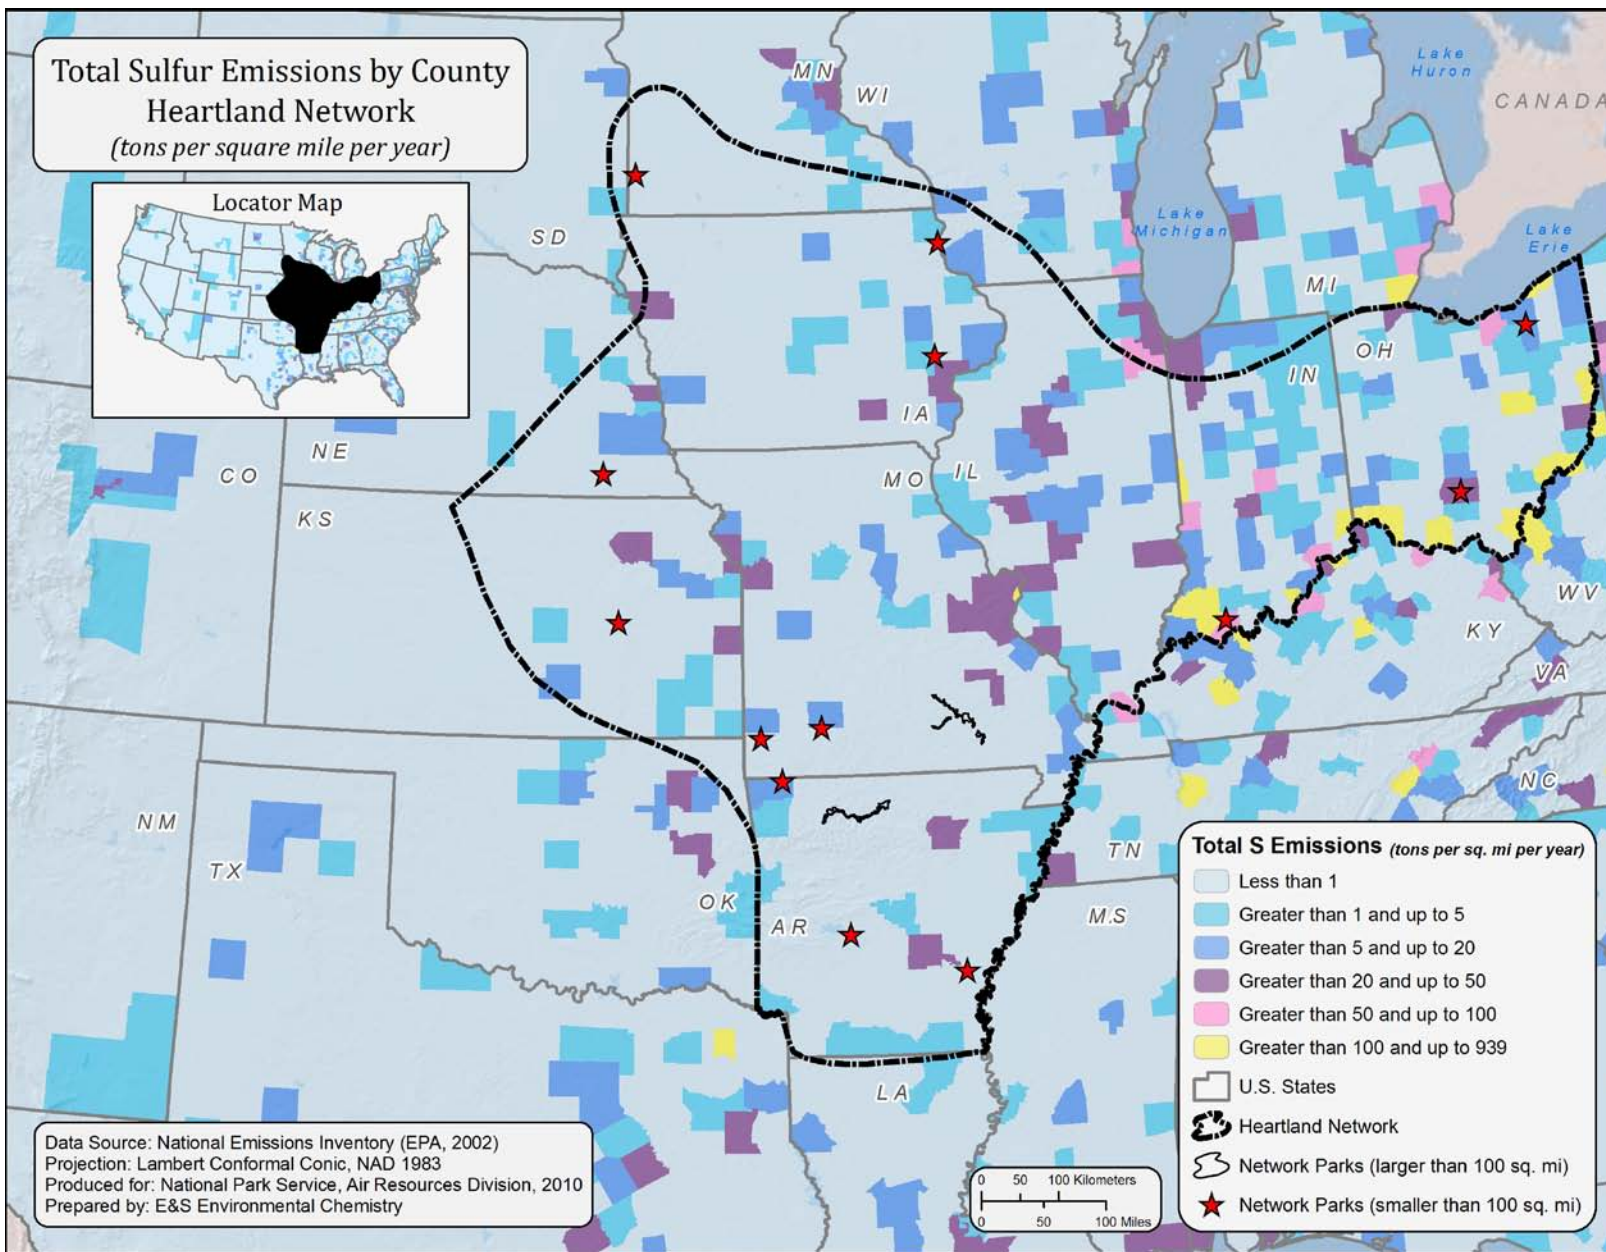 Total Sulfur Emissions by County
Heartland Network
(tons per square mile per year)
Locator Map
MN
WI
Lake
Huron
CANADA
SD
Lake
Michigan
Lake
Erie
MI
OH
IN
IA
NE
CO
MO
IL
KS
WV
KY
VA
NM
NC
TX
TN
OK
AR
MS
LA
Total S Emissions (tons per sq. mi per year)
Less than 1
Greater than 1 and up to 5
Greater than 5 and up to 20
Greater than 20 and up to 50
Greater than 50 and up to 100
Greater than 100 and up to 939
U.S. States
Heartland Network
Network Parks (larger than 100 sq. mi)
Network Parks (smaller than 100 sq. mi)
Data Source: National Emissions Inventory (EPA, 2002)
Projection: Lambert Conformal Conic, NAD 1983
Produced for: National Park Service, Air Resources Division, 2010
Prepared by: E&S Environmental Chemistry
0 50 100 Kilometers
0 50 100 Miles